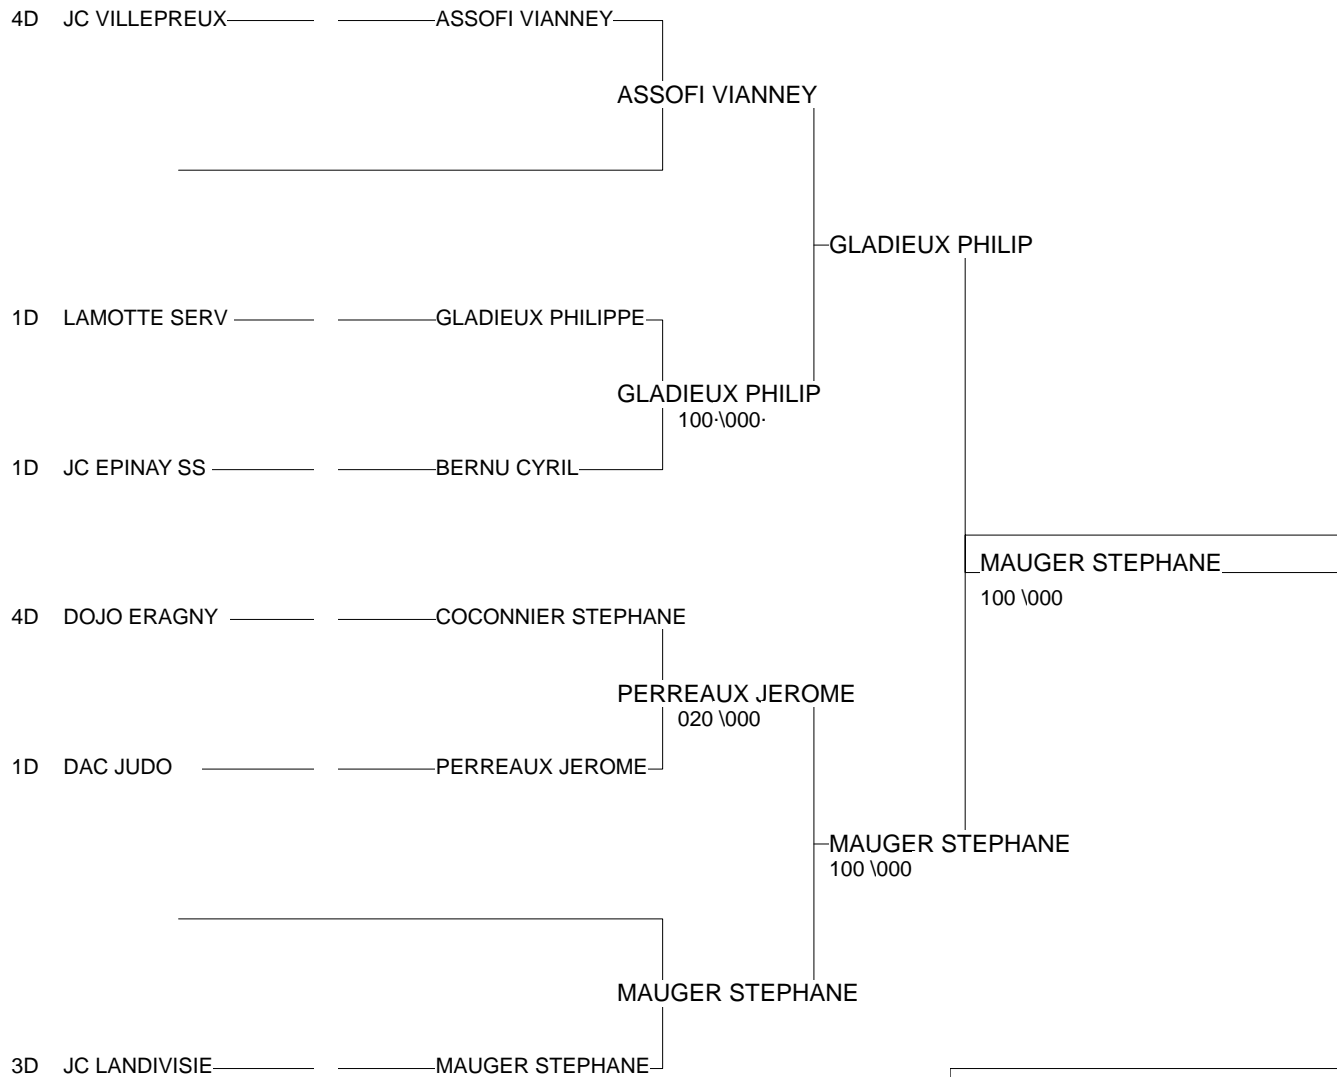 4D JC VILLEPREUX ASSOFI VIANNEY
ASSOFI VIANNEY
GLADIEUX PHILIP
1D LAMOTTE SERV GLADIEUX PHILIPPE
GLADIEUX PHILIP
100·\000·
1D JC EPINAY SS BERNU CYRIL
MAUGER STEPHANE
100 \000
4D DOJO ERAGNY COCONNIER STEPHANE
PERREAUX JEROME
020 \000
1D DAC JUDO PERREAUX JEROME
MAUGER STEPHANE
100 \000
MAUGER STEPHANE
3D JC LANDIVISIE MAUGER STEPHANE